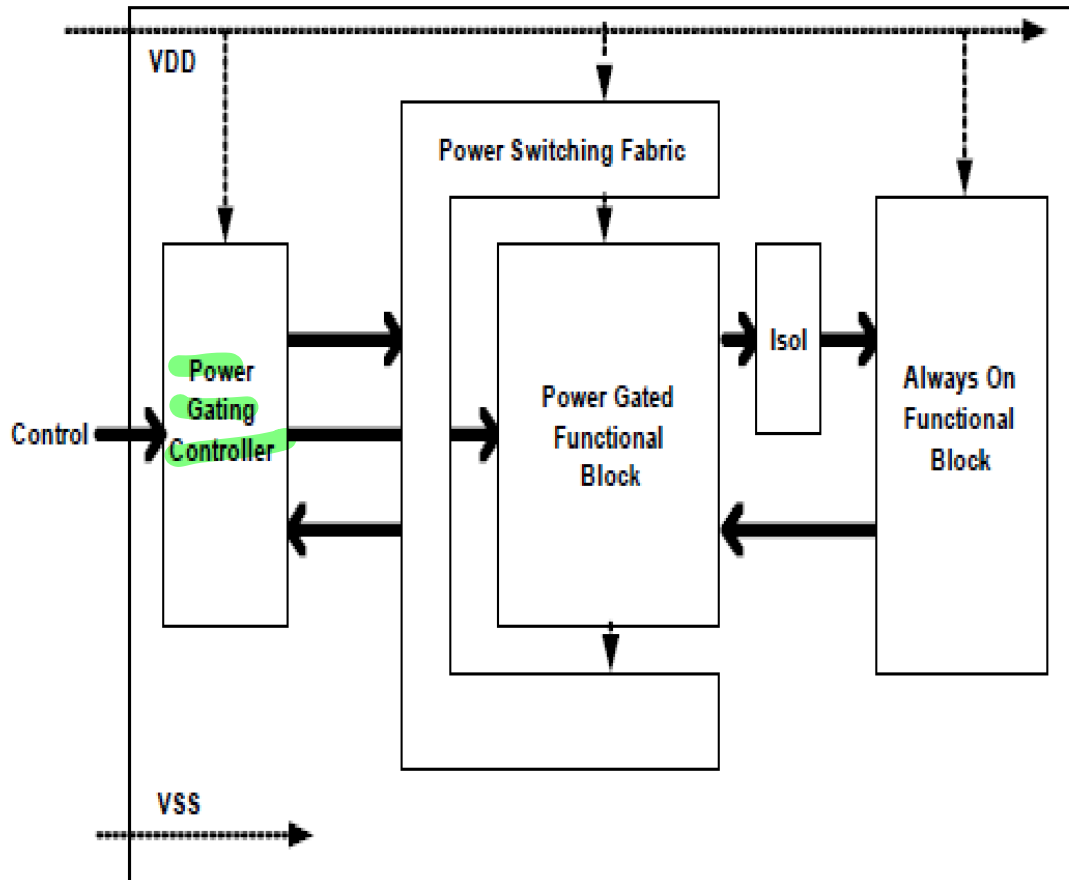 VDD
Power Switching Fabric
Control
Power
Gating
Controller
Power Gated
Functional
Block
Isol
Always On
Functional
Block
VSS